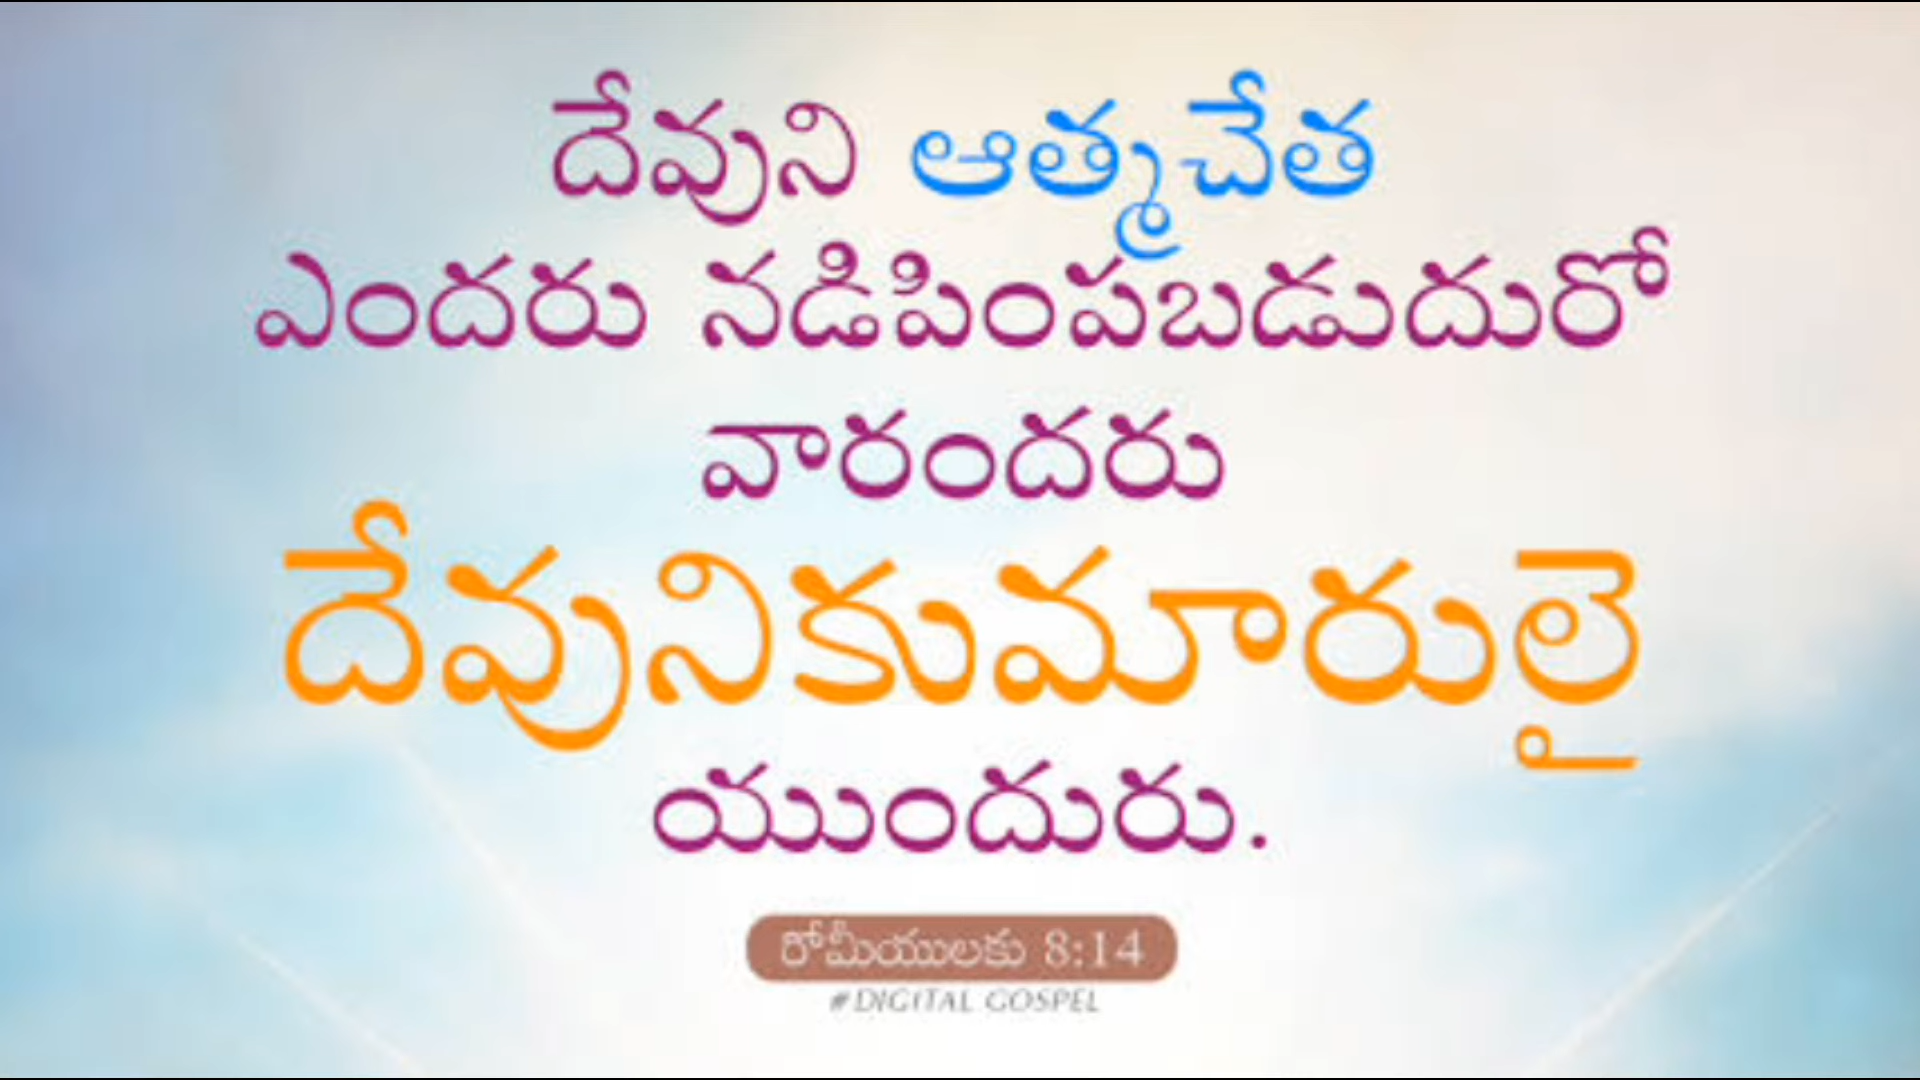 దేవుని ఆత్మచేత
ఎందరు నడిపింపబడుదురో
వారందరు
దేవునికుమారులై
యుందురు.
రోమీయులకు 8:14
#DIGITAL GOSPEL